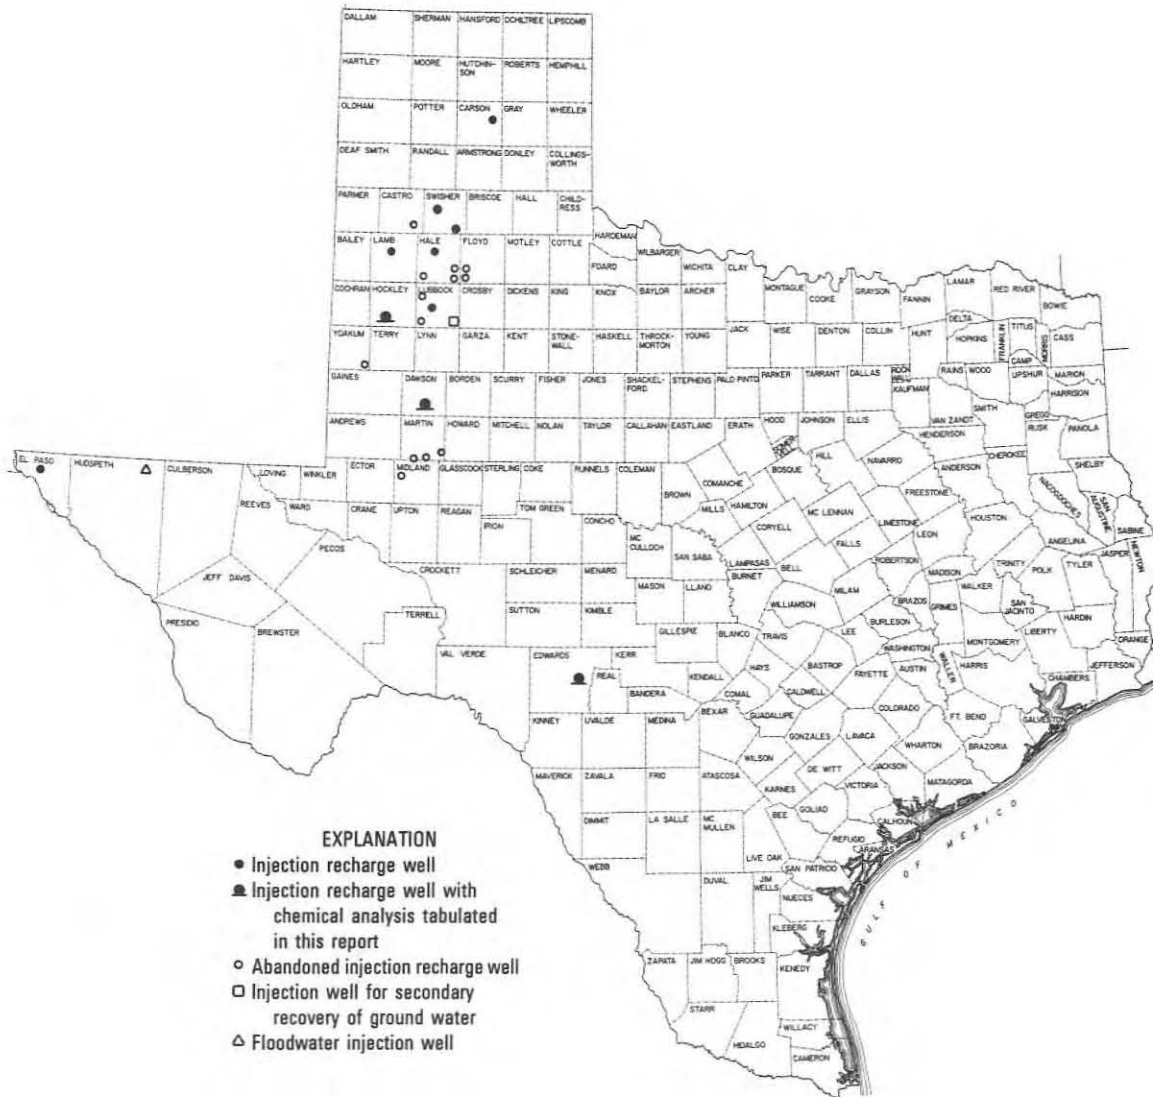 DALLAM SHERMAN HANSFORD OCHILTREE LIPSCOMB
HARTLEY MOORE HUTCHIN- ROBERTS HEMPHILL
SON
OLDHAM POTTER CARSON GRAY WHEELER
DEAF SMITH RANDALL ARMSTRONG DONLEY COLLINGS-
WORTH
PARMER CASTRO SWISHER BRISCOE HALL CHILD-
RESS
HARDEMAN
BAILEY LAMB HALE FLOYD MOTLEY COTTLE
WILBARGER
FOARD WICHITA CLAY
COCHRAN HOCKLEY LUBBOCK CROSBY DICKENS KING KNOX BAYLOR ARCHER MONTAGUE COOKE GRAYSON FANNIN LAMAR RED RIVER BOWIE
DELTA
YOAKUM TERRY LYNN GARZA KENT STONE-
WALL HASKELL THROCK-
MORTON YOUNG JACK WISE DENTON COLLIN HUNT HOPKINS FRANKLIN TITUS MORRIS CASS
CAMP
GAINES DAWSON BORDEN SCURRY FISHER JONES SHACKEL-
FORD STEPHENS PALO PINTO PARKER TARRANT DALLAS ROCK
WALL
KAUFMAN RAINS WOOD UPSHUR MARION
HARRISON
VAN ZANDT SMITH GREGG
ANDREWS MARTIN HOWARD MITCHELL NOLAN TAYLOR CALLAHAN EASTLAND ERATH HOOD JOHNSON ELLIS HENDERSON RUSK PANOLA
SOMER-
VELL
EL PASO HUDSPETH CULBERSON LOVING WINKLER ECTOR MIDLAND GLASSCOCK STERLING COKE RUNNELS COLEMAN BROWN COMANCHE BOSQUE HILL NAVARRO ANDERSON CHEROKEE SHELBY
REEVES WARD CRANE UPTON REAGAN IRION TOM GREEN CONCHO MILLS HAMILTON MC LENNAN FREESTONE LIMESTONE LEON HOUSTON NACOGDOCHES SAN
AUGUSTINE SABINE
PECOS MC
CULLOCH SAN SABA LAMPASAS CORYELL BELL FALLS ROBERTSON MADISON ANGELINA TRINITY POLK TYLER JASPER NEWTON
JEFF DAVIS CROCKETT SCHLEICHER MENARD MASON LLANO BURNET WILLIAMSON MILAM BRAZOS GRIMES WALKER SAN
JACINTO
PRESIDIO BREWSTER TERRELL SUTTON KIMBLE GILLESPIE BLANCO TRAVIS LEE BURLESON WASHINGTON MONTGOMERY LIBERTY HARDIN ORANGE
VAL VERDE EDWARDS KERR KENDALL HAYS BASTROP FAYETTE AUSTIN WALLER HARRIS CHAMBERS JEFFERSON
REAL BANDERA COMAL CALDWELL
KINNEY UVALDE MEDINA BEXAR GUADALUPE GONZALES LAVACA COLORADO FT. BEND GALVESTON
WILSON DE WITT WHARTON BRAZORIA
MAVERICK ZAVALA FRIO ATASCOSA KARNES VICTORIA JACKSON MATAGORDA
DIMMIT LA SALLE MC
MULLEN BEE GOLIAD CALHOUN
LIVE OAK REFUGIO ARANSAS
WEBB DUVAL JIM
WELLS SAN PATRICIO
NUECES
KLEBERG
ZAPATA JIM HOGG BROOKS KENEDY
STARR
HIDALGO WILLACY
CAMERON
GULF OF MEXICO
EXPLANATION
Injection recharge well
Injection recharge well with
chemical analysis tabulated
in this report
Abandoned injection recharge well
Injection well for secondary
recovery of ground water
Floodwater injection well